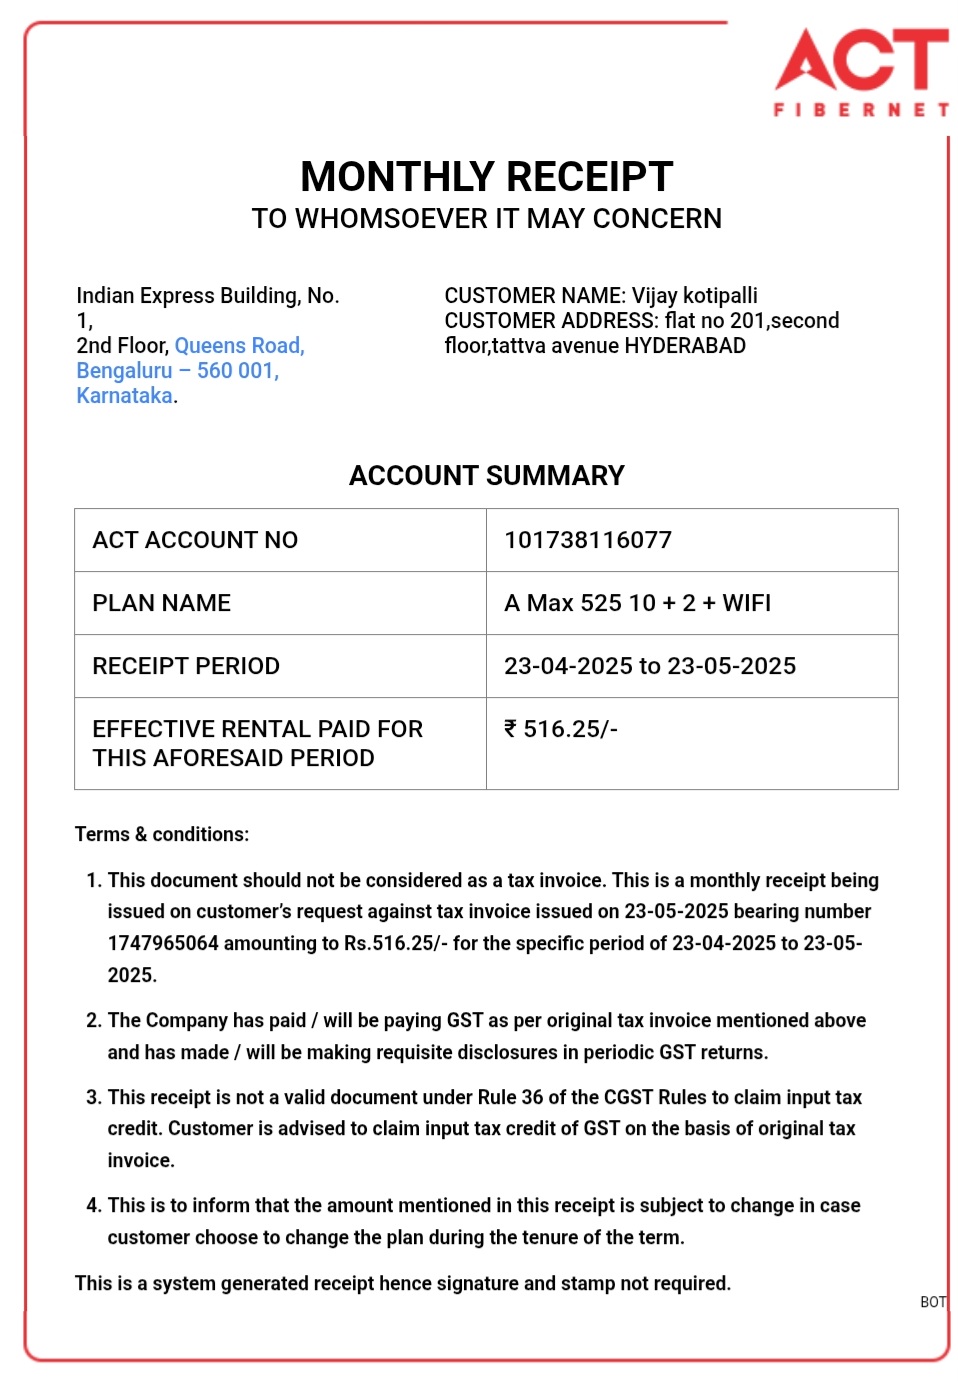 ACT
FIBERNET
MONTHLY RECEIPT
TO WHOMSOEVER IT MAY CONCERN
Indian Express Building, No.
1,
2nd Floor, Queens Road,
Bengaluru – 560 001,
Karnataka.
CUSTOMER NAME: Vijay kotipalli
CUSTOMER ADDRESS: flat no 201,second
floor,tattva avenue HYDERABAD
ACCOUNT SUMMARY
ACT ACCOUNT NO 101738116077
PLAN NAME A Max 525 10 + 2 + WIFI
RECEIPT PERIOD 23-04-2025 to 23-05-2025
EFFECTIVE RENTAL PAID FOR ₹ 516.25/-
THIS AFORESAID PERIOD
Terms & conditions:
1. This document should not be considered as a tax invoice. This is a monthly receipt being
issued on customer’s request against tax invoice issued on 23-05-2025 bearing number
1747965064 amounting to Rs.516.25/- for the specific period of 23-04-2025 to 23-05-
2025.
2. The Company has paid / will be paying GST as per original tax invoice mentioned above
and has made / will be making requisite disclosures in periodic GST returns.
3. This receipt is not a valid document under Rule 36 of the CGST Rules to claim input tax
credit. Customer is advised to claim input tax credit of GST on the basis of original tax
invoice.
4. This is to inform that the amount mentioned in this receipt is subject to change in case
customer choose to change the plan during the tenure of the term.
This is a system generated receipt hence signature and stamp not required.
BOT